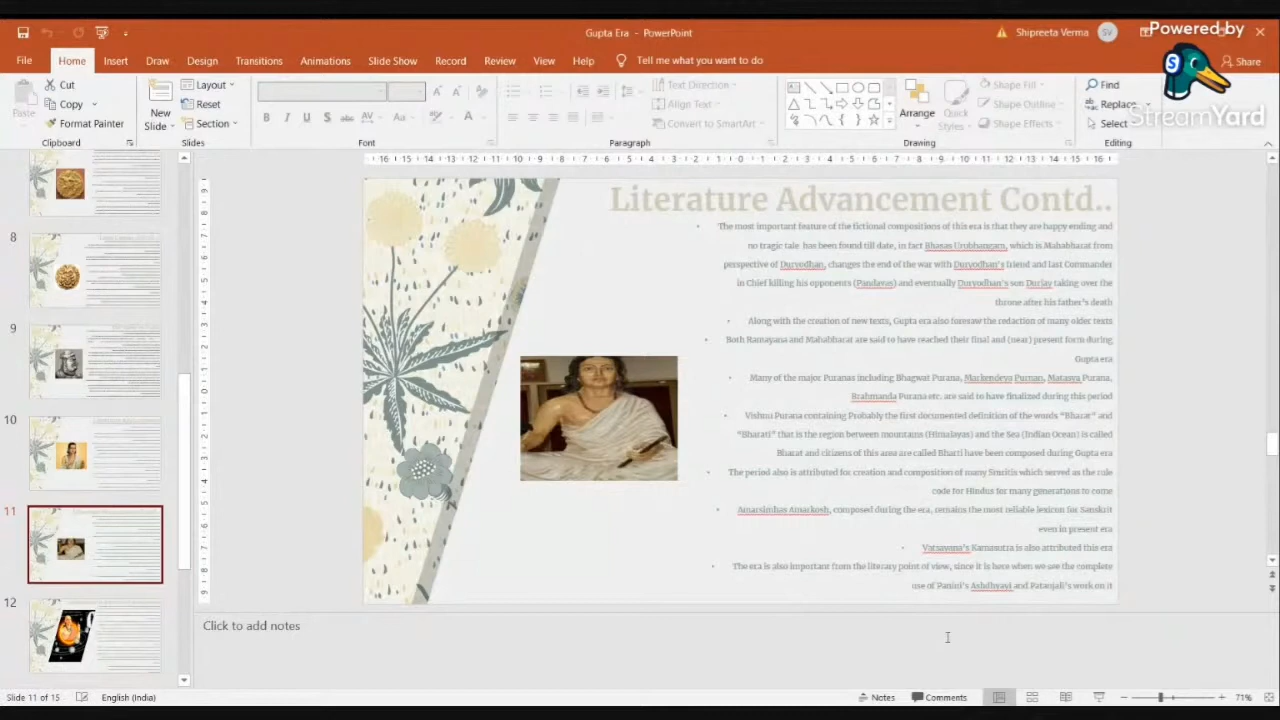 Gupta Era - PowerPoint
Shipreeta Verma
SV
Powered by
StreamYard
File
Home
Insert
Draw
Design
Transitions
Animations
Slide Show
Record
Review
View
Help
Tell me what you want to do
Share
Paste
Cut
Copy
Format Painter
Clipboard
New
Slide
Layout
Reset
Section
Slides
Font
Text Direction
Align Text
Convert to SmartArt
Paragraph
Arrange
Quick
Styles
Shape Fill
Shape Outline
Shape Effects
Drawing
Find
Replace
Select
Editing
8
9
10
11
12
Literature Advancement Contd..
The most important feature of the fictional compositions of this era is that they are happy ending and
no tragic tale has been found till date, in fact Bhasas Urobhangam, which is Mahabharat from
perspective of Duryodhan, changes the end of the war with Duryodhan's friend and last Commander
in Chief killing his opponents (Pandavas) and eventually Duryodhan's son Durjay taking over the
throne after his father's death
Along with the creation of new texts, Gupta era also foresaw the redaction of many older texts
Both Ramayana and Mahabharat are said to have reached their final and (near) present form during
Gupta era
Many of the major Puranas including Bhagwat Purana, Markendeya Purnan, Matasya Purana,
Brahmanda Purana etc. are said to have finalized during this period
Vishnu Purana containing Probably the first documented definition of the words "Bharat" and
"Bharati" that is the region between mountains (Himalayas) and the Sea (Indian Ocean) is called
Bharat and citizens of this area are called Bharti have been composed during Gupta era
The period also is attributed for creation and composition of many Smritis which served as the rule
code for Hindus for many generations to come
Amarsimhas Amarkosh, composed during the era, remains the most reliable lexicon for Sanskrit
even in present era
Vatsayana's Kamasutra is also attributed this era
The era is also important from the literary point of view, since it is here when we are the complete
use of Panini's Ashdhyayi and Patanjali's work on it
Click to add notes
Slide 11 of 15
English (India)
Notes
Comments
71%